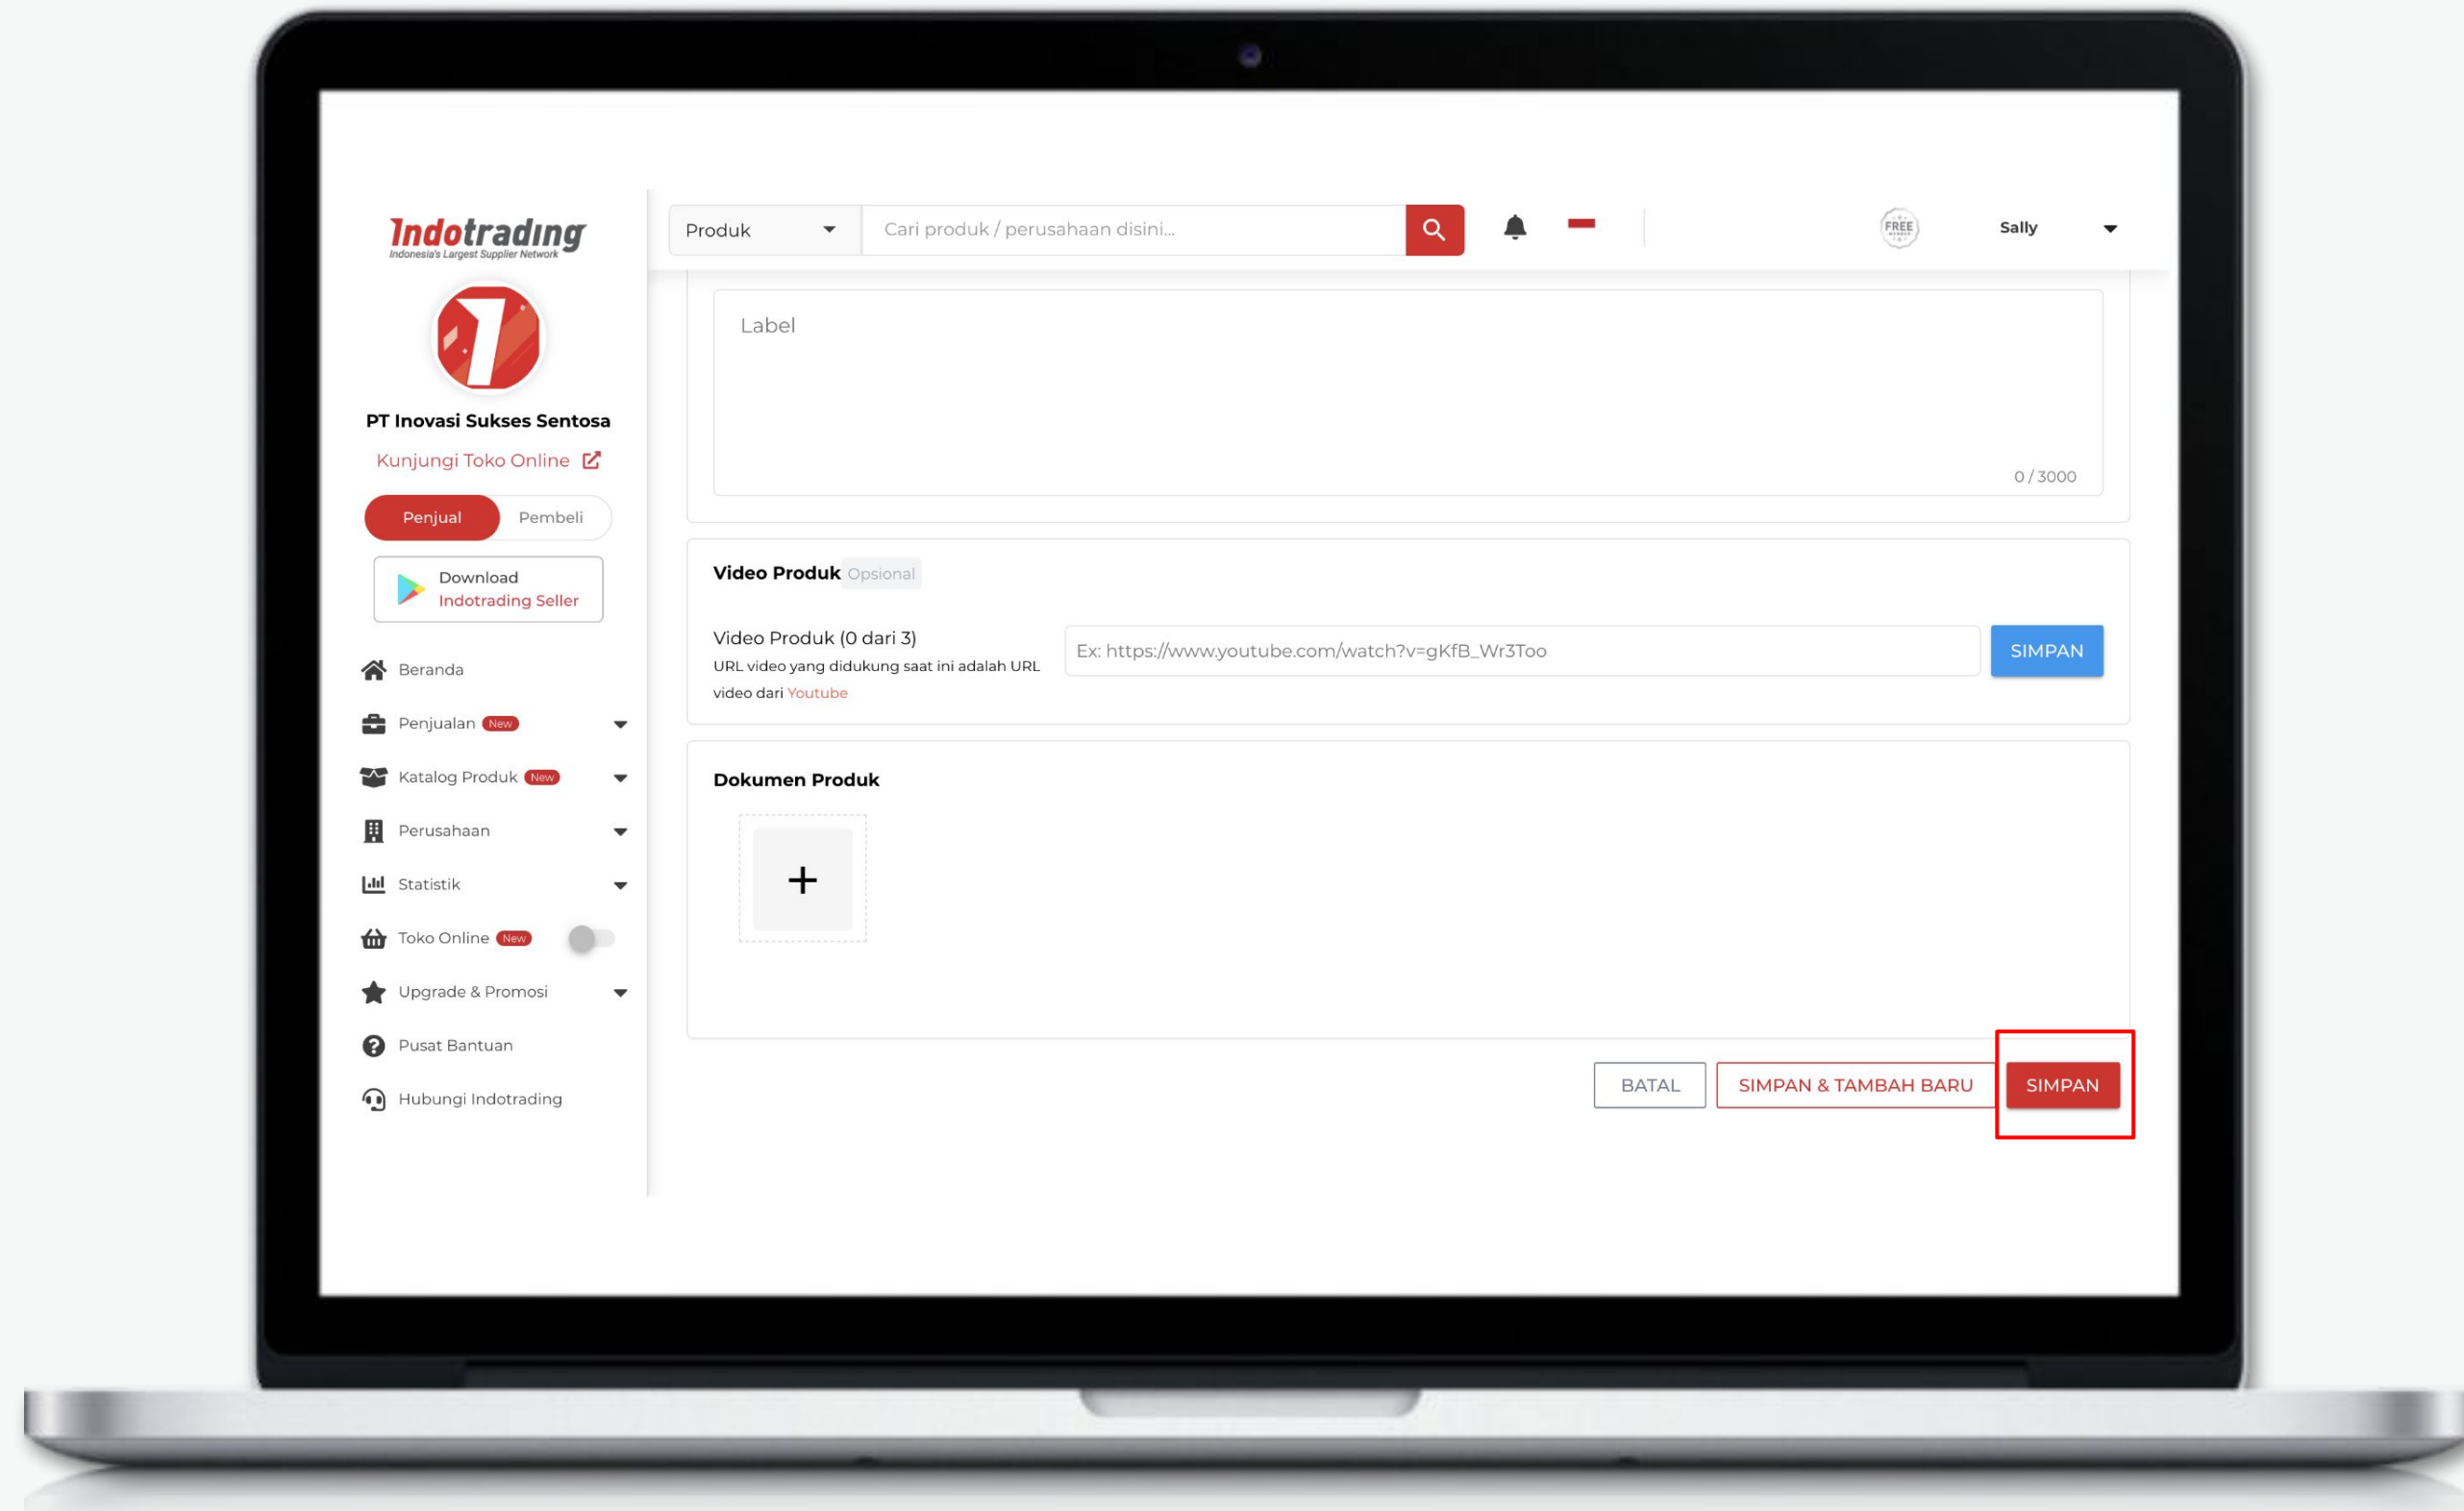 Indotrading
Indonesia's Largest Supplier Network
PT Inovasi Sukses Sentosa
Kunjungi Toko Online
Penjual Pembeli
Download
Indotrading Seller
Beranda
Penjualan New
Katalog Produk New
Perusahaan
Statistik
Toko Online New
Upgrade & Promosi
Pusat Bantuan
Hubungi Indotrading
Produk Cari produk / perusahaan disini... FREE MEMBER Sally
Label
0 / 3000
Video Produk Opsional
Video Produk (0 dari 3)
URL video yang didukung saat ini adalah URL
video dari Youtube
Ex: https://www.youtube.com/watch?v=gKfB_Wr3Too SIMPAN
Dokumen Produk
BATAL SIMPAN & TAMBAH BARU SIMPAN